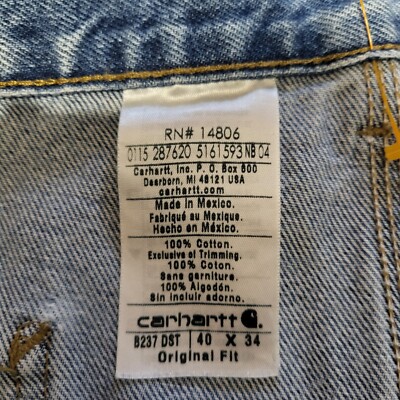 RN# 14806
0115 287620 5161593 NB 04
Carhartt, Inc. P.O. Box 600
Dearborn, MI 48121 USA
carhartt.com
Made in Mexico.
Fabriqué au Mexique.
Hecho en México.
100% Cotton.
Exclusive of Trimming.
100% Coton.
Sans garniture.
100% Algodón.
Sin incluir adorno.
carhartt
B237 DST 40 X 34
Original Fit